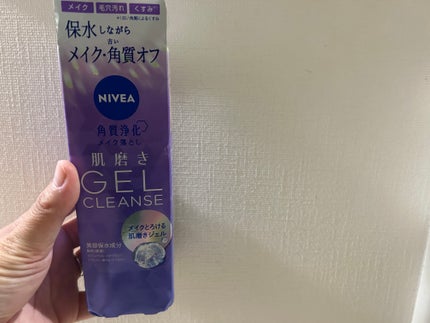 メイク 毛穴汚れ くすみ
保水しながら
古い
メイク・角質オフ
NIVEA
角質浄化
メイク落とし
肌磨き
GEL
CLEANSE
メイクとろける
肌磨きジェル
美容保水成分